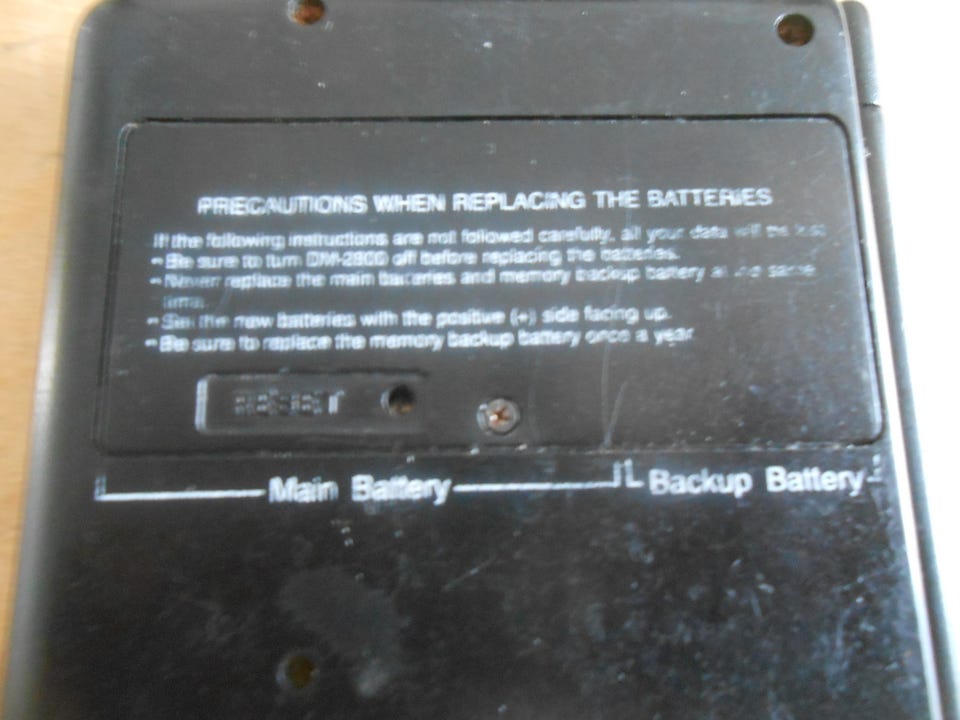 PRECAUTIONS WHEN REPLACING THE BATTERIES
If the following instructions are not followed carefully, all your data will be lost.
- Be sure to turn DM-2800 off before replacing the batteries.
- Never replace the main batteries and memory backup battery at the same
time.
- Set the new batteries with the positive (+) side facing up.
- Be sure to replace the memory backup battery once a year.
RESET
Main Battery
Backup Battery